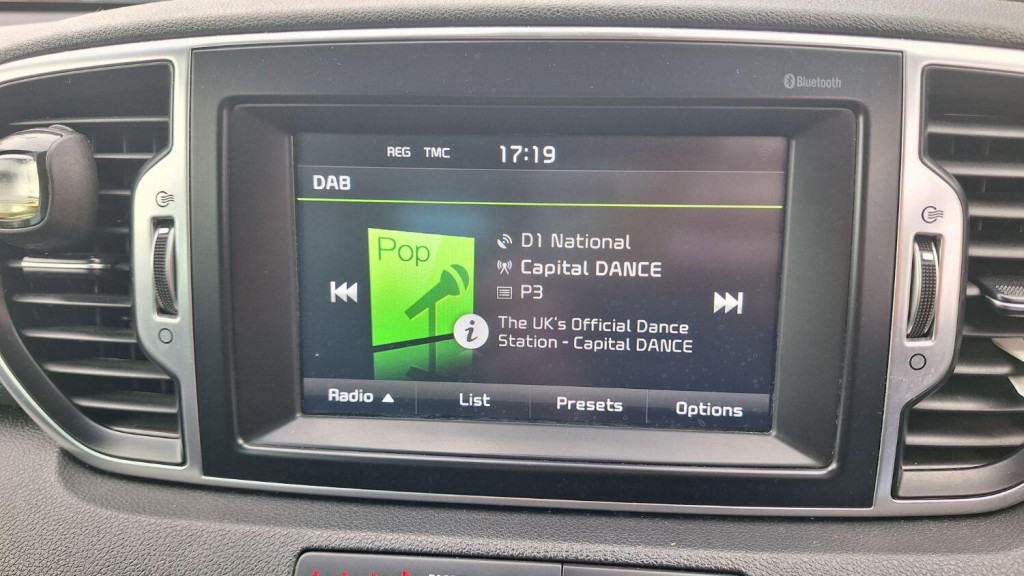 Bluetooth
REG TMC 17:19
DAB
Pop
D1 National
Capital DANCE
P3
i
The UK's Official Dance
Station - Capital DANCE
Radio ▲ List Presets Options